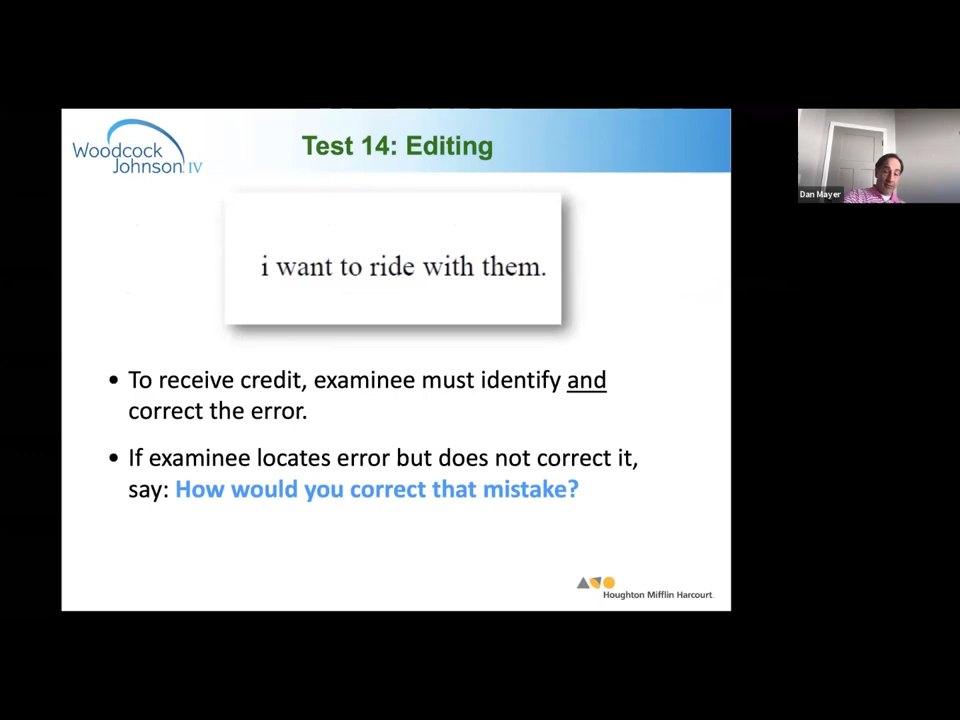 Woodcock
Johnson IV
Test 14: Editing
Dan Mayer
i want to ride with them.
• To receive credit, examinee must identify and
correct the error.
• If examinee locates error but does not correct it,
say: How would you correct that mistake?
Houghton Mifflin Harcourt